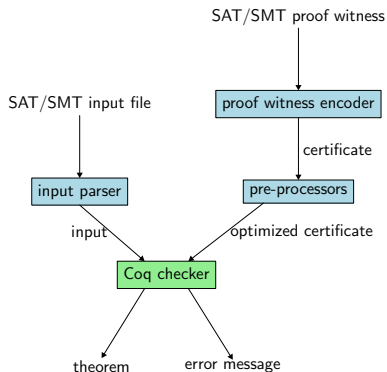 SAT/SMT proof witness
proof witness encoder
SAT/SMT input file
certificate
input parser
pre-processors
input
optimized certificate
Coq checker
theorem
error message